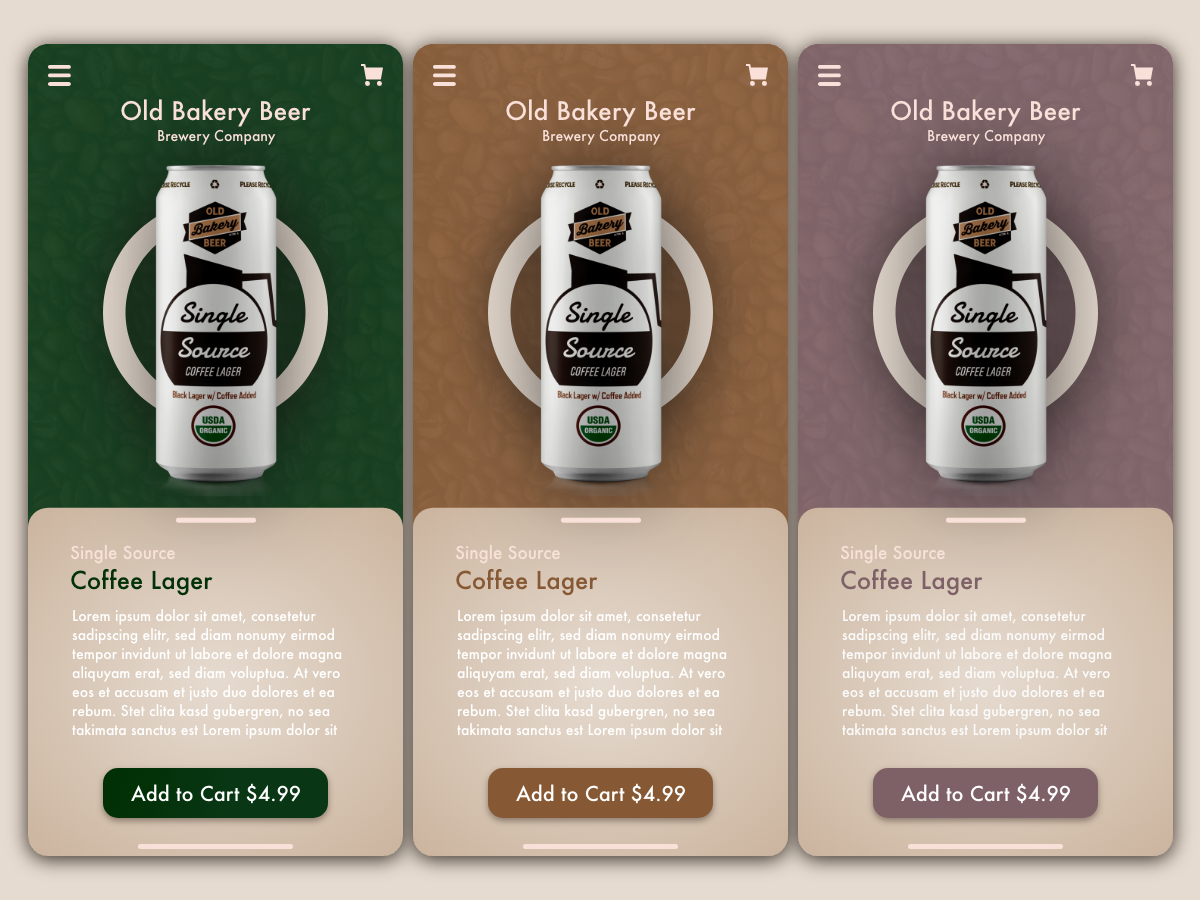 Old Bakery Beer
Brewery Company
PLEASE RECYCLE
OLD
Bakery
BEER
Single
Source
COFFEE LAGER
Black Lager w/ Coffee Added
USDA
ORGANIC
Single Source
Coffee Lager
Lorem ipsum dolor sit amet, consetetur
sadipscing elitr, sed diam nonumy eirmod
tempor invidunt ut labore et dolore magna
aliquyam erat, sed diam voluptua. At vero
eos et accusam et justo duo dolores et ea
rebum. Stet clita kasd gubergren, no sea
takimata sanctus est Lorem ipsum dolor sit
Add to Cart $4.99
Old Bakery Beer
Brewery Company
PLEASE RECYCLE
OLD
Bakery
BEER
Single
Source
COFFEE LAGER
Black Lager w/ Coffee Added
USDA
ORGANIC
Single Source
Coffee Lager
Lorem ipsum dolor sit amet, consetetur
sadipscing elitr, sed diam nonumy eirmod
tempor invidunt ut labore et dolore magna
aliquyam erat, sed diam voluptua. At vero
eos et accusam et justo duo dolores et ea
rebum. Stet clita kasd gubergren, no sea
takimata sanctus est Lorem ipsum dolor sit
Add to Cart $4.99
Old Bakery Beer
Brewery Company
PLEASE RECYCLE
OLD
Bakery
BEER
Single
Source
COFFEE LAGER
Black Lager w/ Coffee Added
USDA
ORGANIC
Single Source
Coffee Lager
Lorem ipsum dolor sit amet, consetetur
sadipscing elitr, sed diam nonumy eirmod
tempor invidunt ut labore et dolore magna
aliquyam erat, sed diam voluptua. At vero
eos et accusam et justo duo dolores et ea
rebum. Stet clita kasd gubergren, no sea
takimata sanctus est Lorem ipsum dolor sit
Add to Cart $4.99